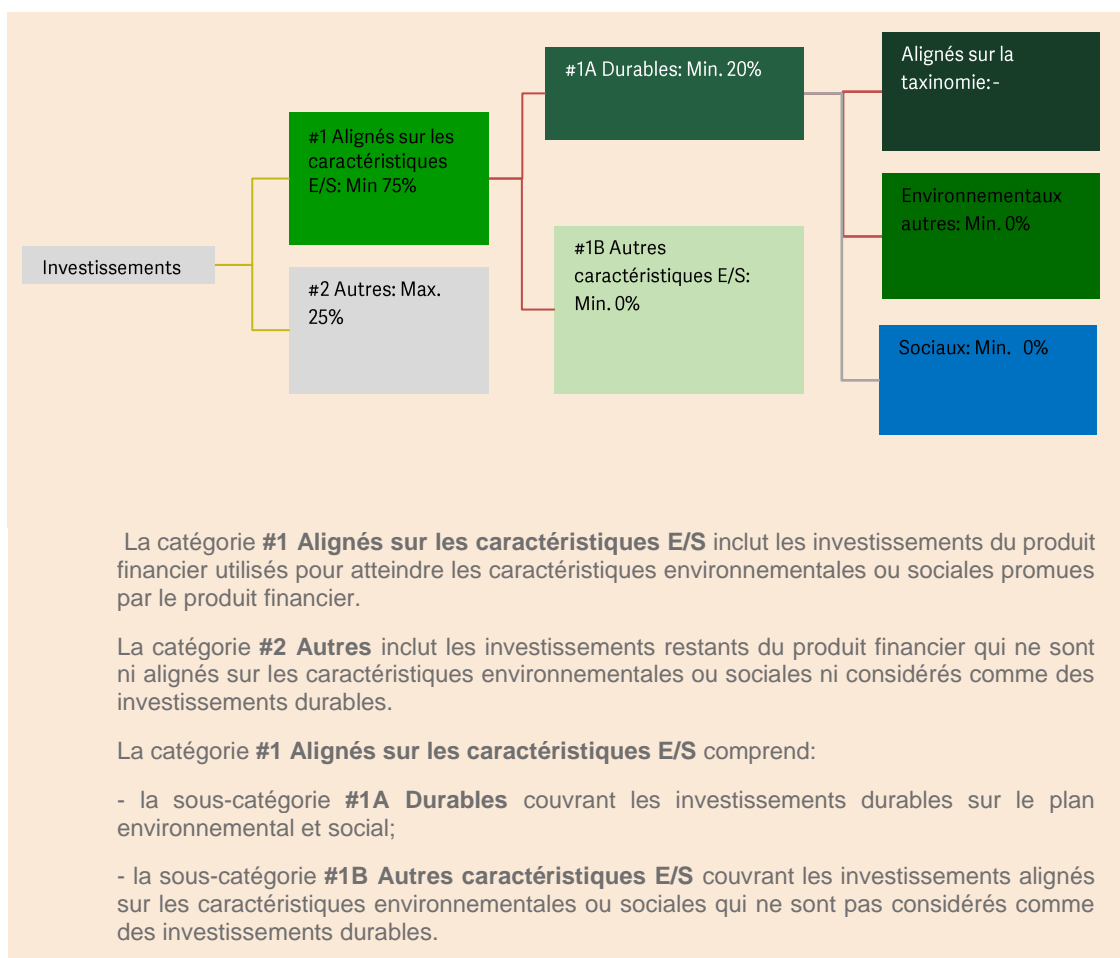 Investissements
#1 Alignés sur les
caractéristiques
E/S: Min 75%
#2 Autres: Max.
25%
#1A Durables: Min. 20%
#1B Autres
caractéristiques E/S:
Min. 0%
Alignés sur la
taxinomie:-
Environnementaux
autres: Min. 0%
Sociaux: Min. 0%
La catégorie #1 Alignés sur les caractéristiques E/S inclut les investissements du produit
financier utilisés pour atteindre les caractéristiques environnementales ou sociales promues
par le produit financier.
La catégorie #2 Autres inclut les investissements restants du produit financier qui ne sont
ni alignés sur les caractéristiques environnementales ou sociales ni considérés comme des
investissements durables.
La catégorie #1 Alignés sur les caractéristiques E/S comprend:
- la sous-catégorie #1A Durables couvrant les investissements durables sur le plan
environnemental et social;
- la sous-catégorie #1B Autres caractéristiques E/S couvrant les investissements alignés
sur les caractéristiques environnementales ou sociales qui ne sont pas considérés comme
des investissements durables.